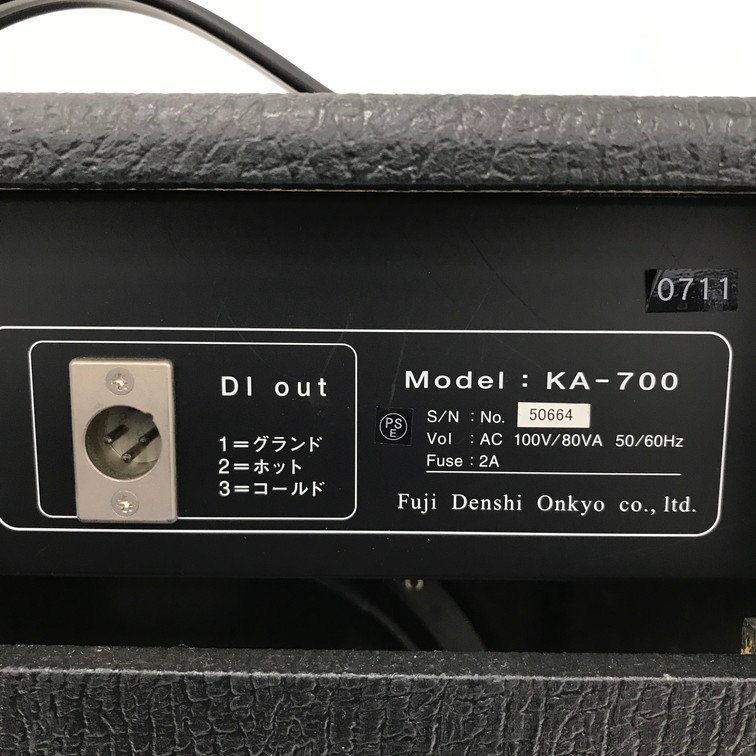 0711
DI out
1=グランド
2=ホット
3=コールド
Model : KA-700
PS
E
S/N : No. 50664
Vol : AC 100V/80VA 50/60Hz
Fuse : 2A
Fuji Denshi Onkyo co., ltd.